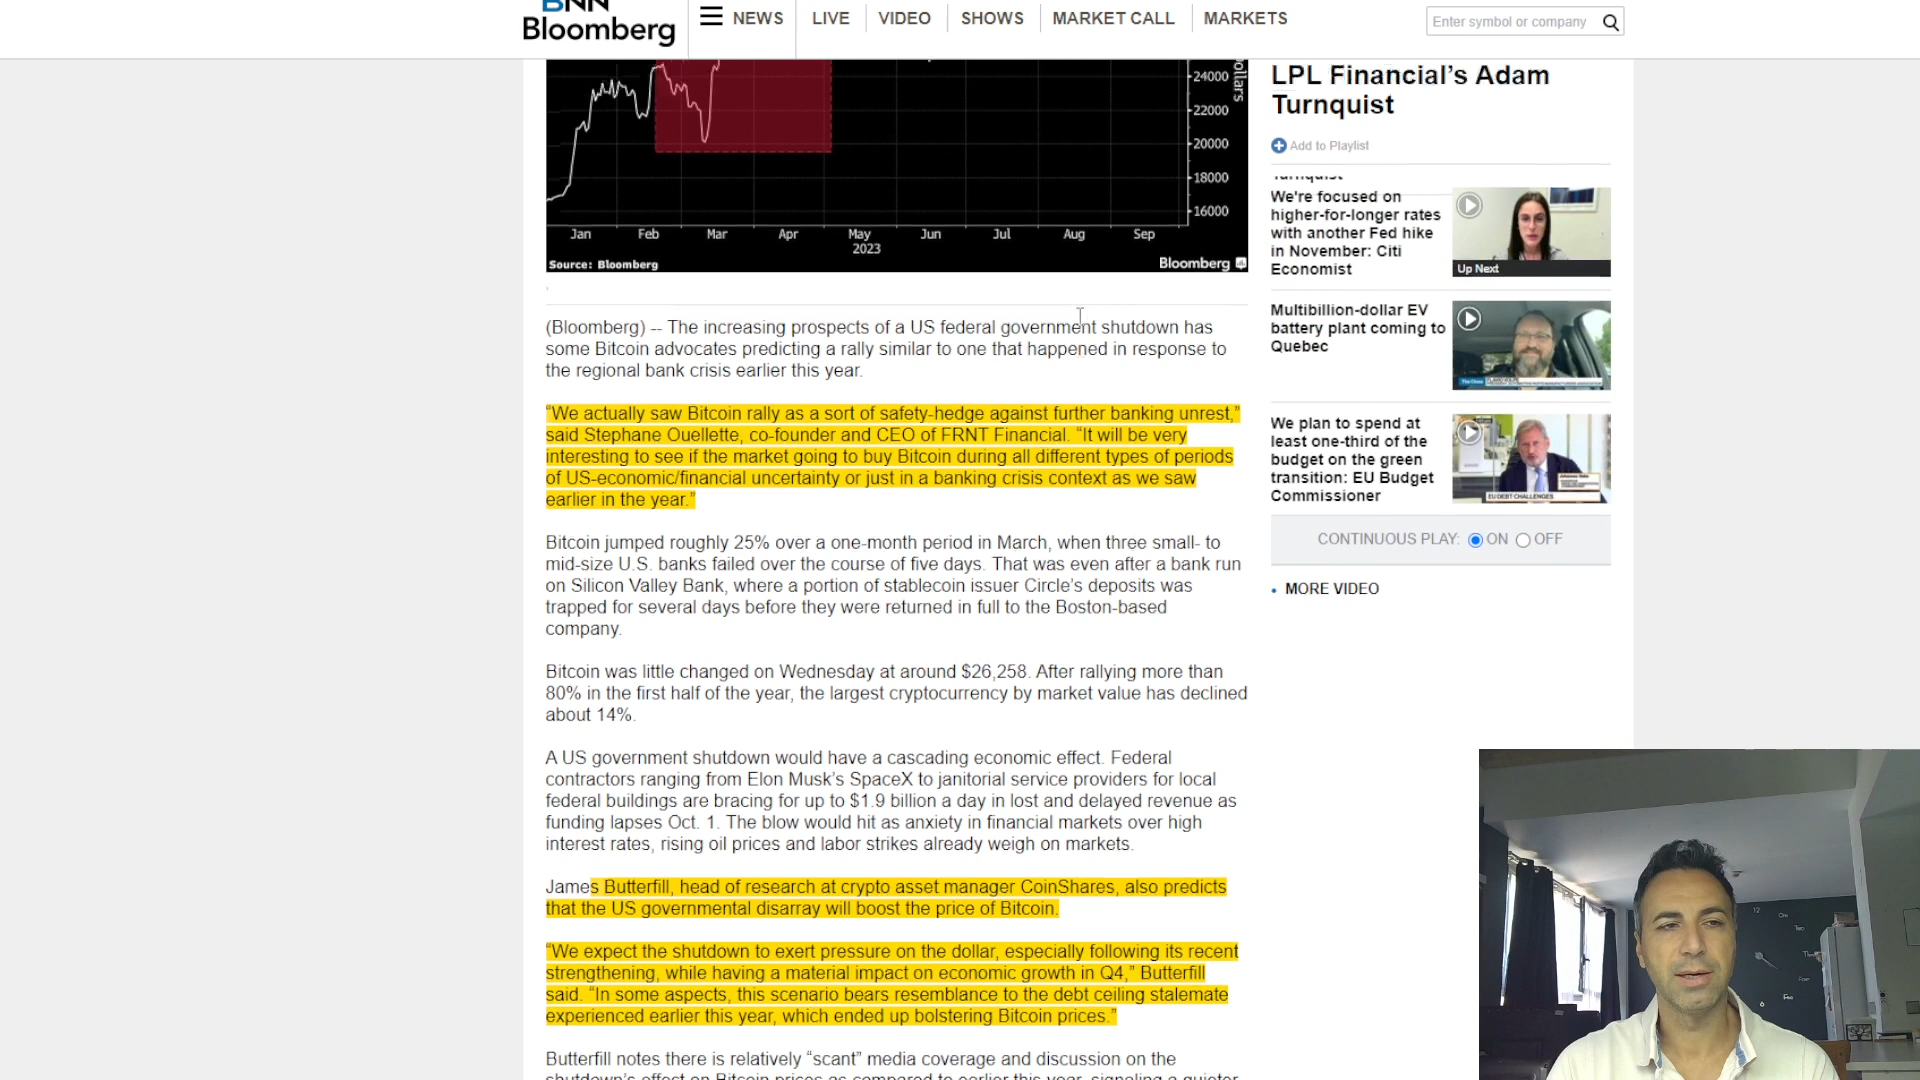 BNN
Bloomberg
NEWS
LIVE
VIDEO
SHOWS
MARKET CALL
MARKETS
Enter symbol or company
24000
22000
20000
18000
16000
Jan Feb Mar Apr May Jun Jul Aug Sep
2023
Source: Bloomberg
Bloomberg
(Bloomberg) -- The increasing prospects of a US federal government shutdown has
some Bitcoin advocates predicting a rally similar to one that happened in response to
the regional bank crisis earlier this year.
“We actually saw Bitcoin rally as a sort of safety-hedge against further banking unrest,”
said Stephane Ouellette, co-founder and CEO of FRNT Financial. “It will be very
interesting to see if the market going to buy Bitcoin during all different types of periods
of US-economic/financial uncertainty or just in a banking crisis context as we saw
earlier in the year.”
Bitcoin jumped roughly 25% over a one-month period in March, when three small- to
mid-size U.S. banks failed over the course of five days. That was even after a bank run
on Silicon Valley Bank, where a portion of stablecoin issuer Circle’s deposits was
trapped for several days before they were returned in full to the Boston-based
company.
Bitcoin was little changed on Wednesday at around $26,258. After rallying more than
80% in the first half of the year, the largest cryptocurrency by market value has declined
about 14%.
A US government shutdown would have a cascading economic effect. Federal
contractors ranging from Elon Musk’s SpaceX to janitorial service providers for local
federal buildings are bracing for up to $1.9 billion a day in lost and delayed revenue as
funding lapses Oct. 1. The blow would hit as anxiety in financial markets over high
interest rates, rising oil prices and labor strikes already weigh on markets.
James Butterfill, head of research at crypto asset manager CoinShares, also predicts
that the US governmental disarray will boost the price of Bitcoin.
“We expect the shutdown to exert pressure on the dollar, especially following its recent
strengthening, while having a material impact on economic growth in Q4,” Butterfill
said. “In some aspects, this scenario bears resemblance to the debt ceiling stalemate
experienced earlier this year, which ended up bolstering Bitcoin prices.”
Butterfill notes there is relatively “scant” media coverage and discussion on the
shutdown’s effect on Bitcoin prices as compared to earlier this year, signaling a quieter
LPL Financial’s Adam
Turnquist
Add to Playlist
Turnquist
We're focused on
higher-for-longer rates
with another Fed hike
in November: Citi
Economist
Up Next
Multibillion-dollar EV
battery plant coming to
Quebec
We plan to spend at
least one-third of the
budget on the green
transition: EU Budget
Commissioner
EU DEBT CHALLENGES
CONTINUOUS PLAY: ON OFF
MORE VIDEO